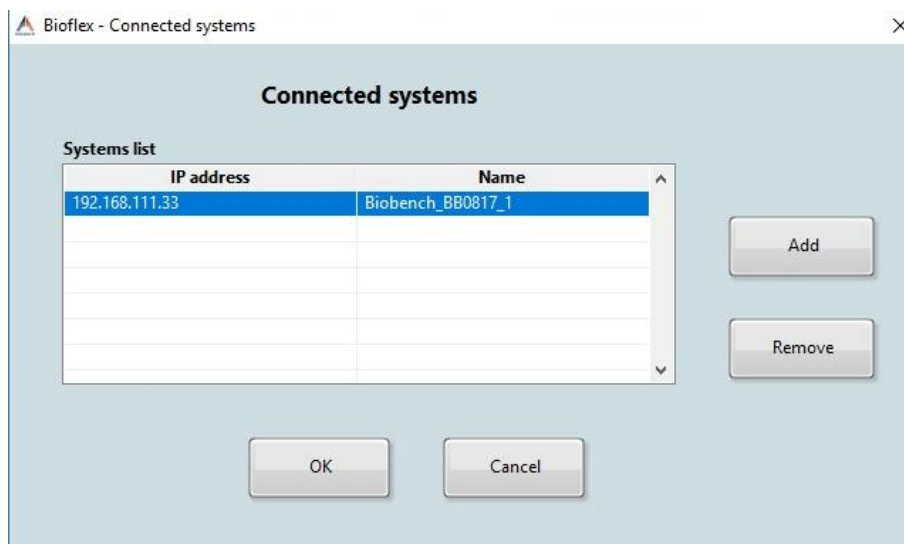 Bioflex - Connected systems
Connected systems
Systems list
IP address Name
192.168.111.33 Biobench_BB0817_1
Add
Remove
OK Cancel